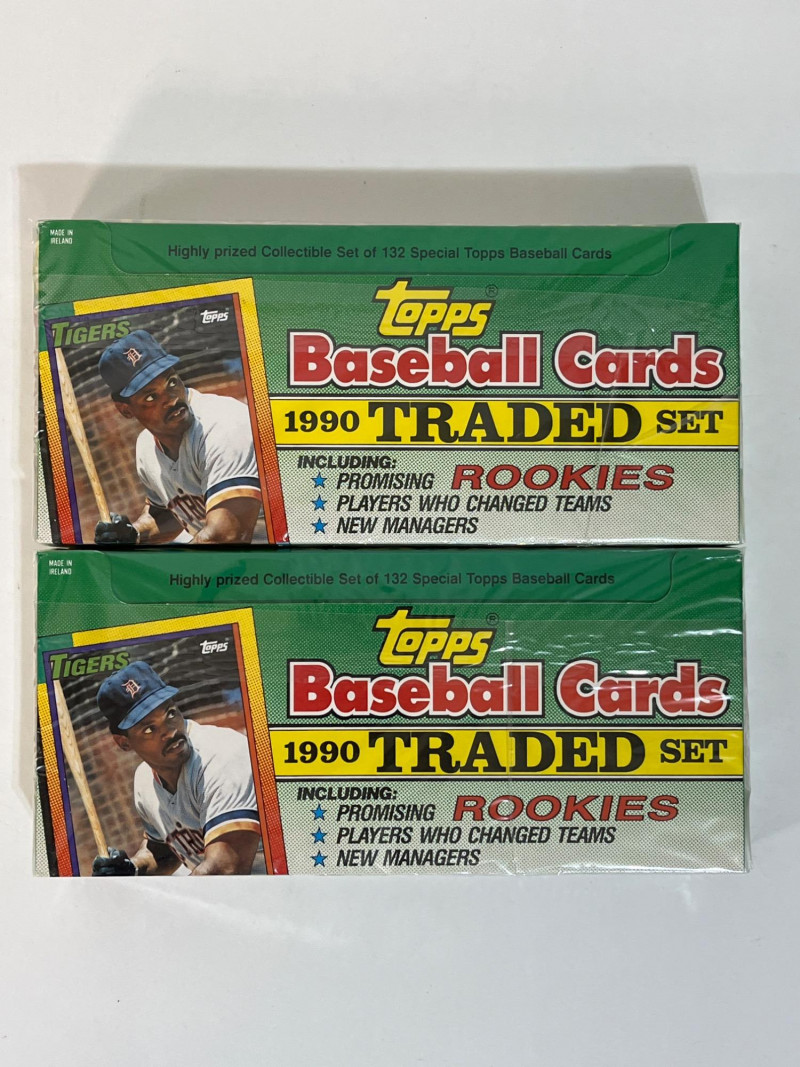 MADE IN
IRELAND
Highly prized Collectible Set of 132 Special Topps Baseball Cards
TIGERS
Topps
Topps®
Baseball Cards
1990 TRADED SET
INCLUDING:
★ PROMISING ROOKIES
★ PLAYERS WHO CHANGED TEAMS
★ NEW MANAGERS
MADE IN
IRELAND
Highly prized Collectible Set of 132 Special Topps Baseball Cards
TIGERS
Topps
Topps®
Baseball Cards
1990 TRADED SET
INCLUDING:
★ PROMISING ROOKIES
★ PLAYERS WHO CHANGED TEAMS
★ NEW MANAGERS